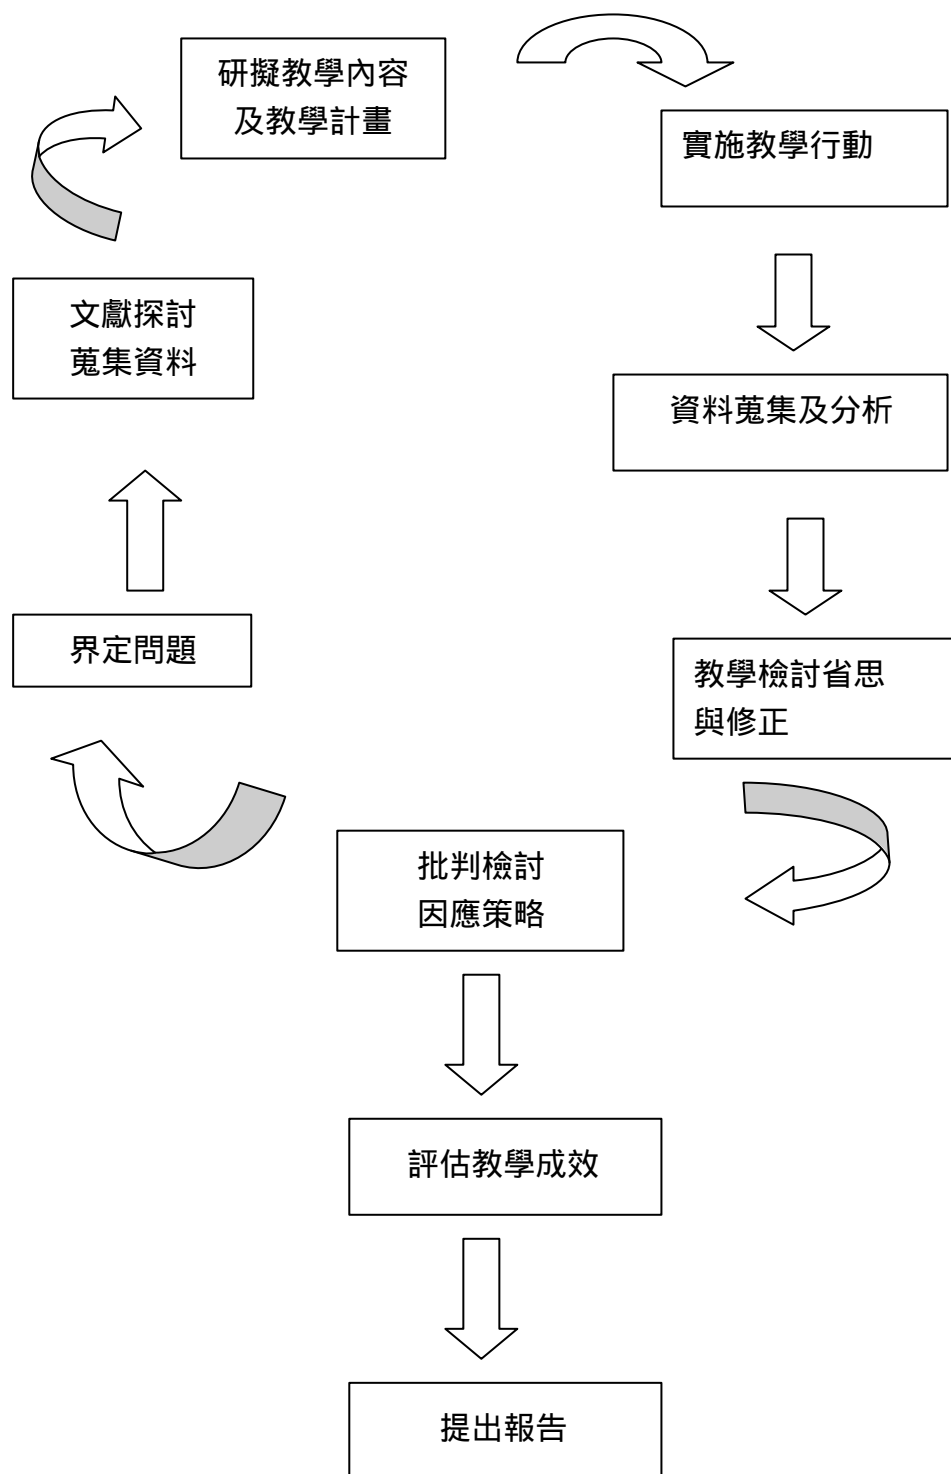 研擬教學內容
及教學計畫
實施教學行動
文獻探討
蒐集資料
資料蒐集及分析
界定問題
教學檢討省思
與修正
批判檢討
因應策略
評估教學成效
提出報告